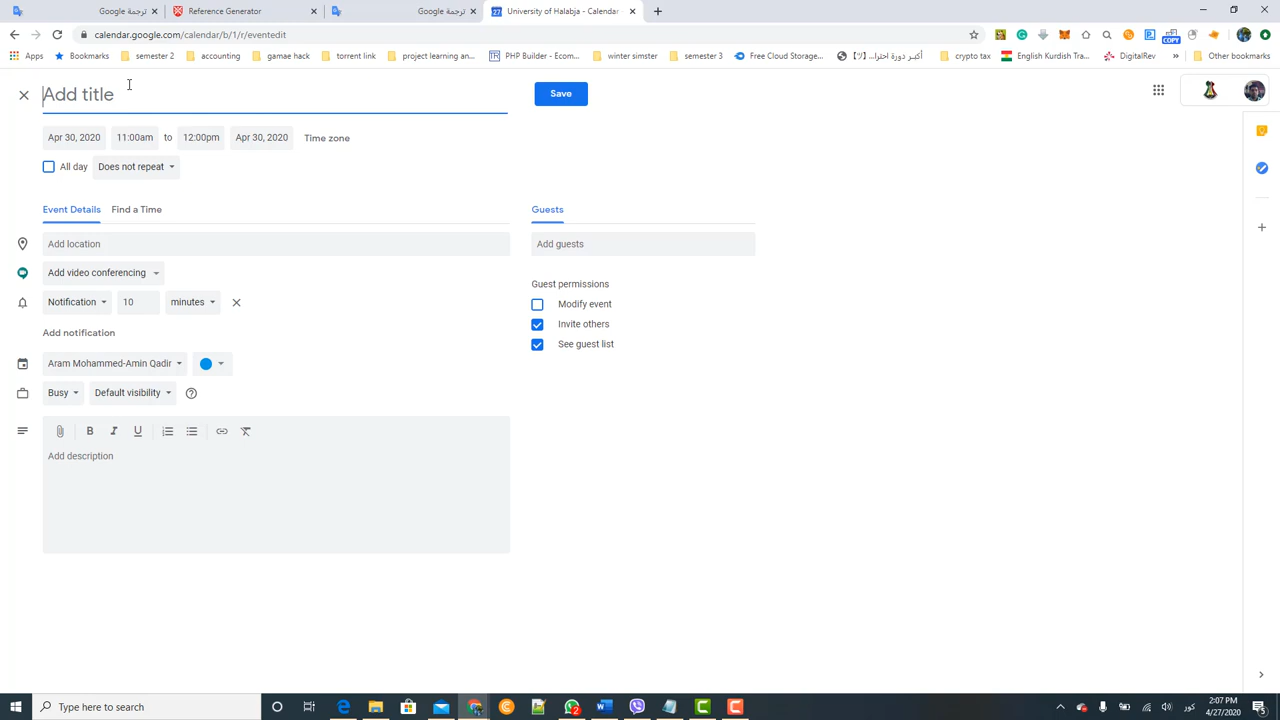 ترجمة Google
Reference Generator
ترجمة Google
University of Halabja - Calendar
calendar.google.com/calendar/b/1/r/eventedit
COPY
Apps
Bookmarks
semester 2
accounting
gamae hack
torrent link
project learning an...
PHP Builder - Ecom...
winter simster
semester 3
Free Cloud Storage...
crypto tax
English Kurdish Tra...
DigitalRev
»
Other bookmarks
Add title
Save
Apr 30, 2020 11:00am to 12:00pm Apr 30, 2020 Time zone
All day Does not repeat
Event Details Find a Time
Guests
Add location
Add guests
Add video conferencing
Guest permissions
Notification 10 minutes
Modify event
Invite others
Add notification
See guest list
Aram Mohammed-Amin Qadir
Busy Default visibility
B I U
Add description
Type here to search
2
2:07 PM
4/27/2020
5